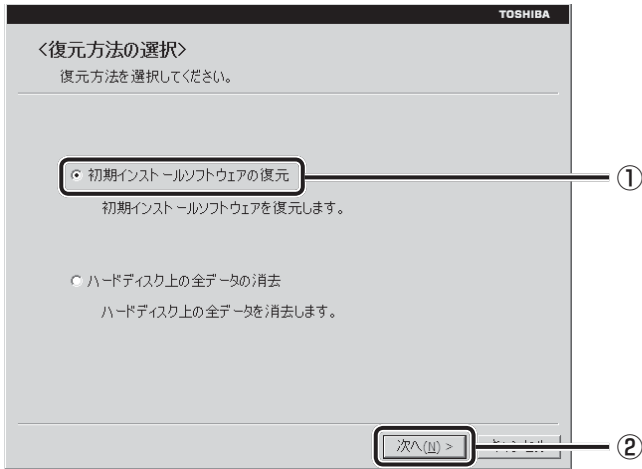 TOSHIBA
<復元方法の選択>
復元方法を選択してください。
初期インストールソフトウェアの復元
①
初期インストールソフトウェアを復元します。
ハードディスク上の全データの消去
ハードディスク上の全データを消去します。
次へ(N) >
②